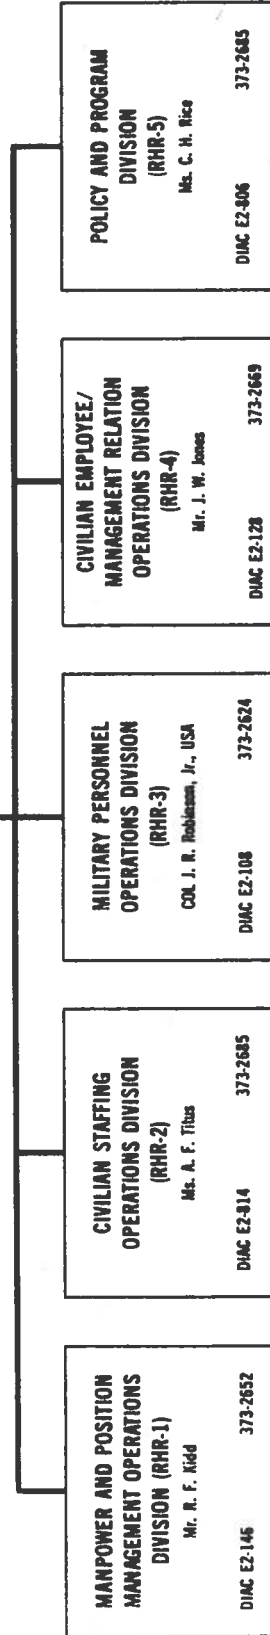 MANPOWER AND POSITION
MANAGEMENT OPERATIONS
DIVISION (RHR-1)
Mr. R. F. Kidd
DIAC E2-146 373-2652
CIVILIAN STAFFING
OPERATIONS DIVISION
(RHR-2)
Ms. A. F. Titus
DIAC E2-814 373-2685
MILITARY PERSONNEL
OPERATIONS DIVISION
(RHR-3)
COL J. R. Robinson, Jr., USA
DIAC E2-108 373-2624
CIVILIAN EMPLOYEE/
MANAGEMENT RELATION
OPERATIONS DIVISION
(RHR-4)
Mr. J. W. Jones
DIAC E2-128 373-2669
POLICY AND PROGRAM
DIVISION
(RHR-5)
Ms. C. H. Rice
DIAC E2-806 373-2685